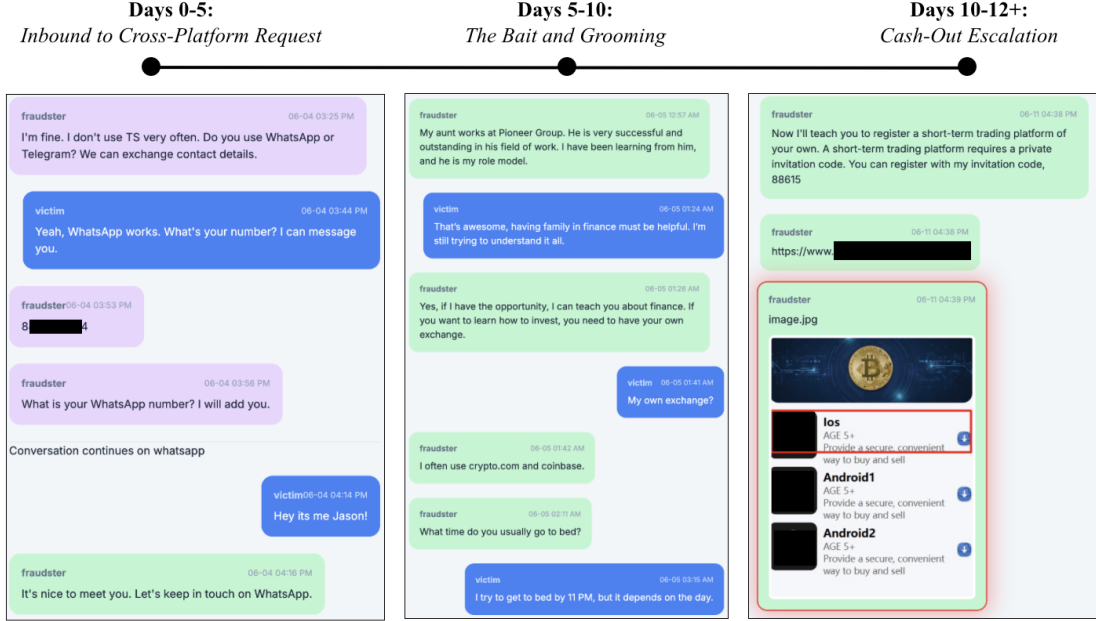 Days 0-5:
Inbound to Cross-Platform Request
fraudster 06-04 03:25 PM
I'm fine. I don't use TS very often. Do you use WhatsApp or
Telegram? We can exchange contact details.
victim 06-04 03:44 PM
Yeah, WhatsApp works. What's your number? I can message
you.
fraudster06-04 03:53 PM
8 4
fraudster 06-04 03:56 PM
What is your WhatsApp number? I will add you.
Conversation continues on whatsapp
victim06-04 04:14 PM
Hey its me Jason!
fraudster 06-04 04:16 PM
It's nice to meet you. Let's keep in touch on WhatsApp.
Days 5-10:
The Bait and Grooming
fraudster 06-05 12:57 AM
My aunt works at Pioneer Group. He is very successful and
outstanding in his field of work. I have been learning from him,
and he is my role model.
victim 06-05 01:24 AM
That's awesome, having family in finance must be helpful. I'm
still trying to understand it all.
fraudster 06-05 01:26 AM
Yes, if I have the opportunity, I can teach you about finance. If
you want to learn how to invest, you need to have your own
exchange.
victim 06-05 01:41 AM
My own exchange?
fraudster 06-05 01:42 AM
I often use crypto.com and coinbase.
fraudster 06-05 02:11 AM
What time do you usually go to bed?
victim 06-05 03:15 AM
I try to get to bed by 11 PM, but it depends on the day.
Days 10-12+:
Cash-Out Escalation
fraudster 06-11 04:38 PM
Now I'll teach you to register a short-term trading platform of
your own. A short-term trading platform requires a private
invitation code. You can register with my invitation code,
88615
fraudster 06-11 04:38 PM
https://www.
fraudster 06-11 04:39 PM
image.jpg
Ios
AGE 5+
Provide a secure, convenient
way to buy and sell
Android1
AGE 5+
Provide a secure, convenient
way to buy and sell
Android2
AGE 5+
Provide a secure, convenient
way to buy and sell